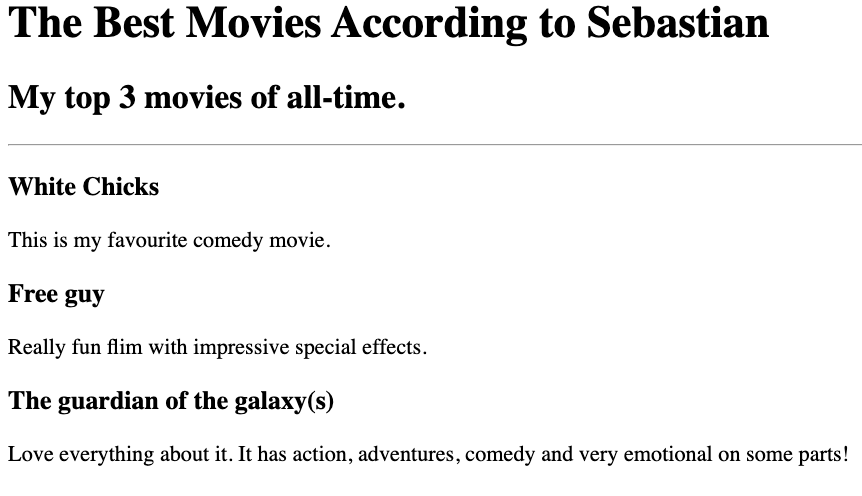 The Best Movies According to Sebastian
My top 3 movies of all-time.
White Chicks
This is my favourite comedy movie.
Free guy
Really fun flim with impressive special effects.
The guardian of the galaxy(s)
Love everything about it. It has action, adventures, comedy and very emotional on some parts!